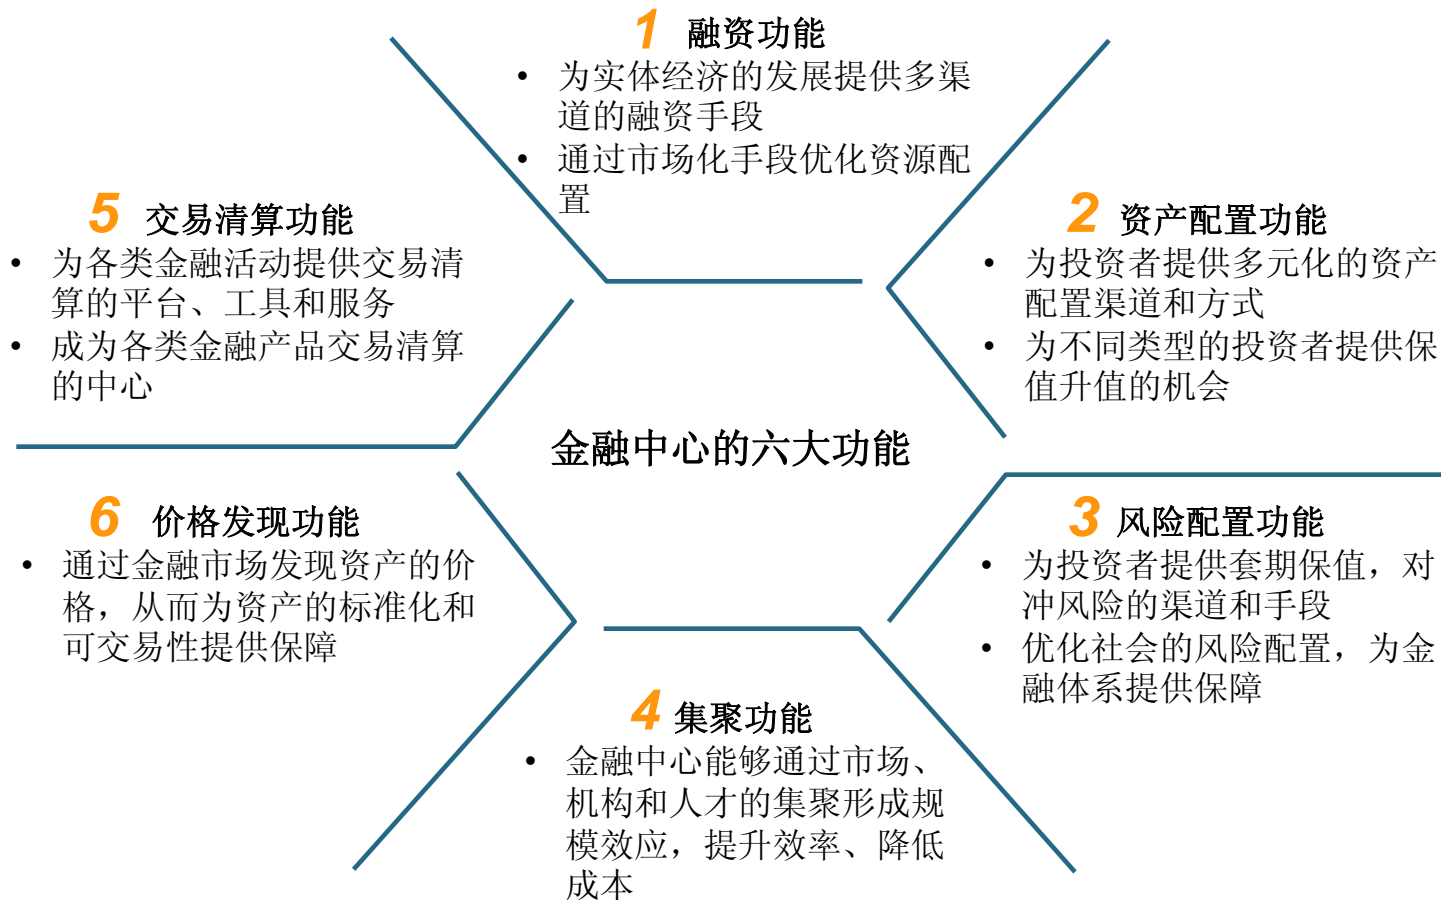 1 融资功能
• 为实体经济的发展提供多渠
道的融资手段
• 通过市场化手段优化资源配
置
2 资产配置功能
• 为投资者提供多元化的资产
配置渠道和方式
• 为不同类型的投资者提供保
值升值的机会
3 风险配置功能
• 为投资者提供套期保值，对
冲风险的渠道和手段
• 优化社会的风险配置，为金
融体系提供保障
4 集聚功能
• 金融中心能够通过市场、
机构和人才的集聚形成规
模效应，提升效率、降低
成本
5 交易清算功能
• 为各类金融活动提供交易清
算的平台、工具和服务
• 成为各类金融产品交易清算
的中心
6 价格发现功能
• 通过金融市场发现资产的价
格，从而为资产的标准化和
可交易性提供保障
金融中心的六大功能